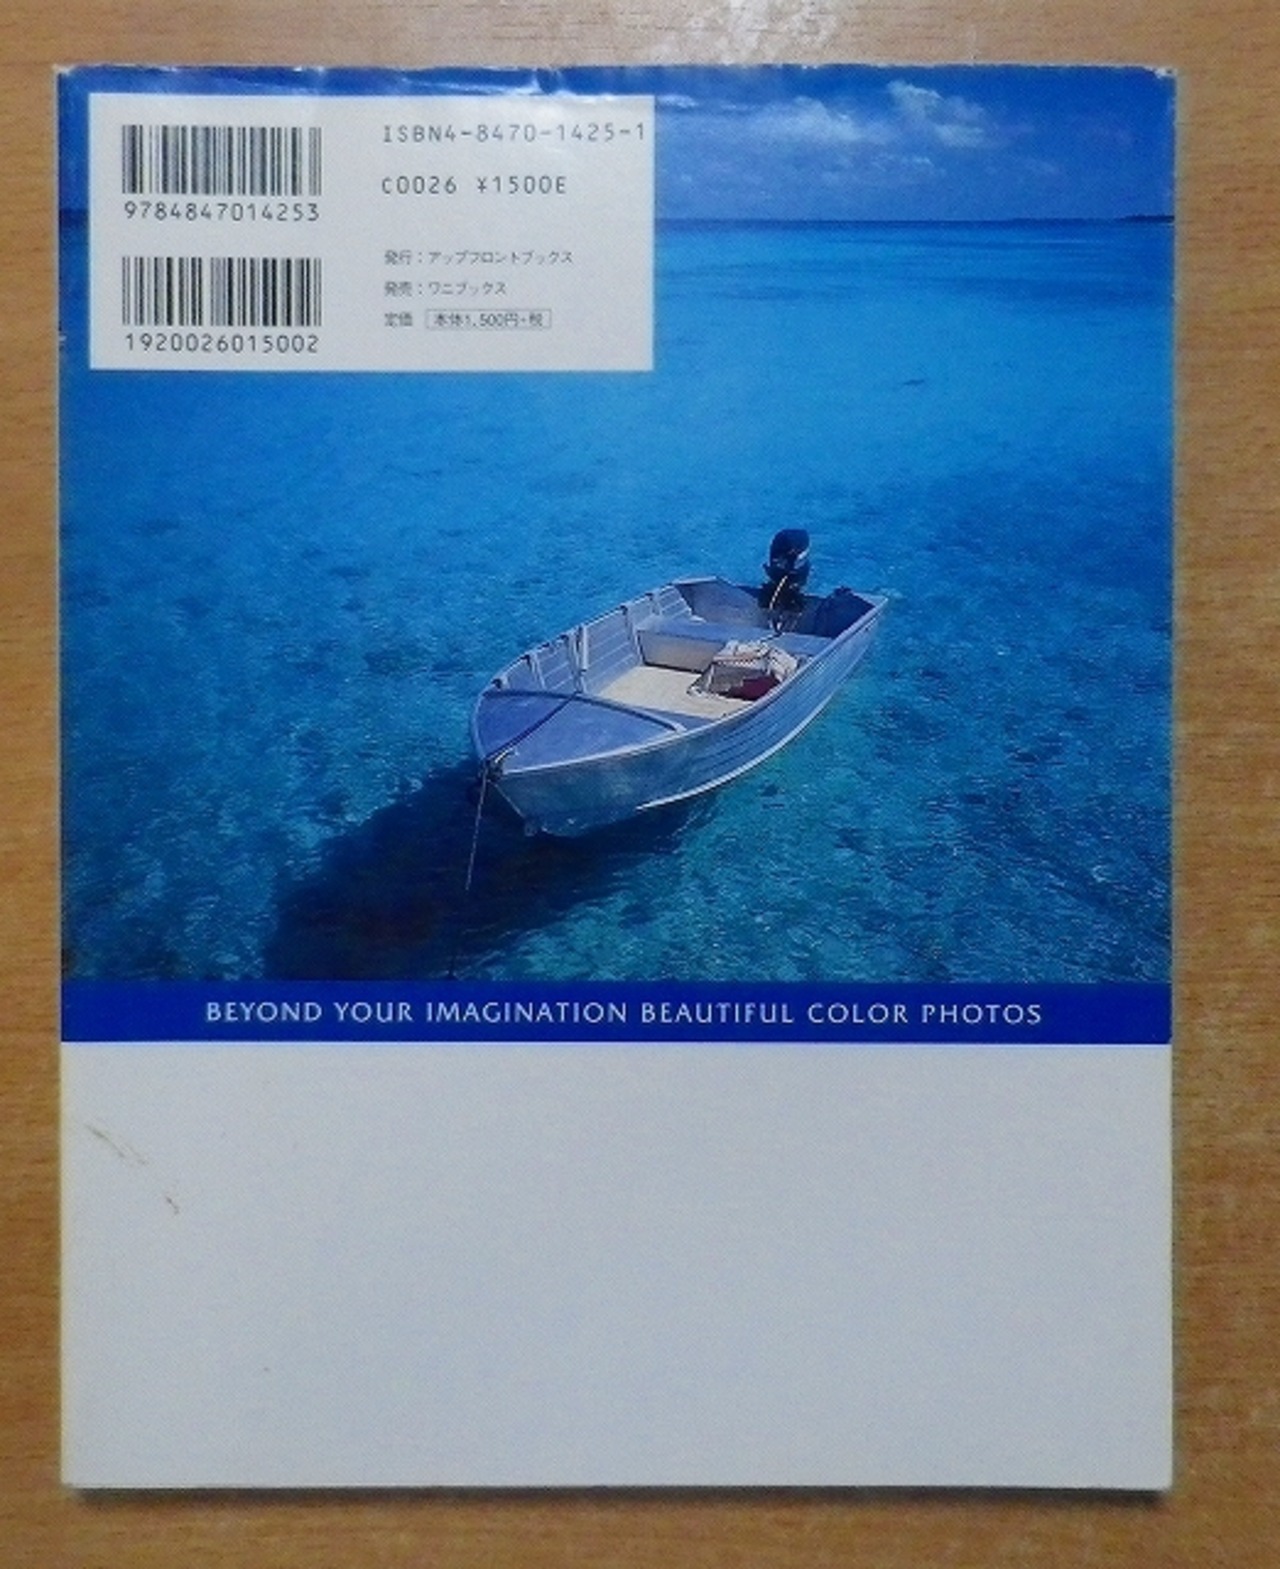 ISBN4-8470-1425-1
C0026 ¥1500E
9784847014253
発行：アップフロントブックス
発売：ワニブックス
定価 本体1,500円+税
1920026015002
BEYOND YOUR IMAGINATION BEAUTIFUL COLOR PHOTOS